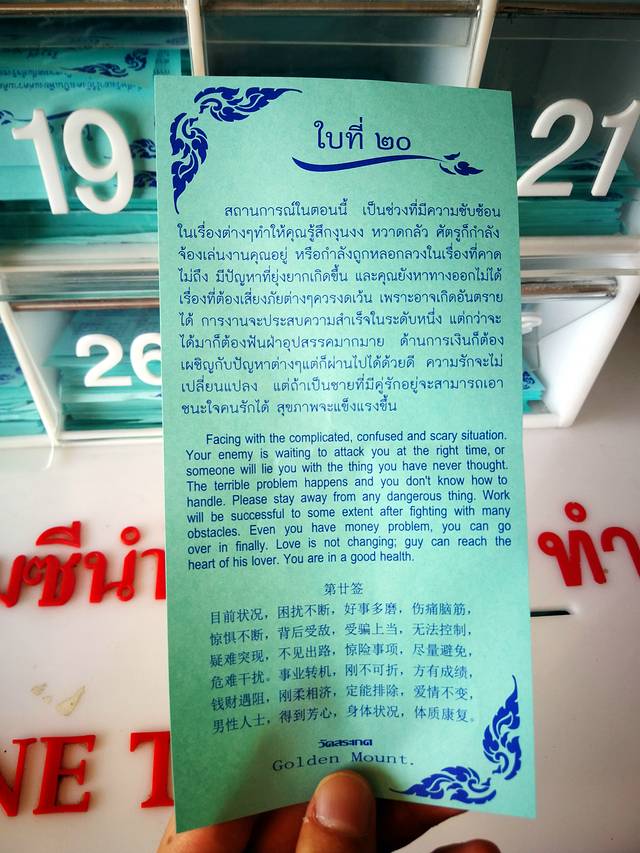 19
21
26
ใบที่ ๒๐
สถานการณ์ในตอนนี้ เป็นช่วงที่มีความซับซ้อน
ในเรื่องต่างๆทำให้คุณรู้สึกงุนงง หวาดกลัว ศัตรูก็กำลัง
จ้องเล่นงานคุณอยู่ หรือกำลังถูกหลอกลวงในเรื่องที่คาด
ไม่ถึง มีปัญหาที่ยุ่งยากเกิดขึ้น และคุณยังหาทางออกไม่ได้
เรื่องที่ต้องเสี่ยงภัยต่างๆควรงดเว้น เพราะอาจเกิดอันตราย
ได้ การงานจะประสบความสำเร็จในระดับหนึ่ง แต่กว่าจะ
ได้มาก็ต้องฟันฝ่าอุปสรรคมากมาย ด้านการเงินก็ต้อง
เผชิญกับปัญหาต่างๆแต่ก็ผ่านไปได้ด้วยดี ความรักจะไม่
เปลี่ยนแปลง แต่ถ้าเป็นชายที่มีคู่รักอยู่จะสามารถเอา
ชนะใจคนรักได้ สุขภาพจะแข็งแรงขึ้น
Facing with the complicated, confused and scary situation.
Your enemy is waiting to attack you at the right time, or
someone will lie you with the thing you have never thought.
The terrible problem happens and you don't know how to
handle. Please stay away from any dangerous thing. Work
will be successful to some extent after fighting with many
obstacles. Even you have money problem, you can go
over in finally. Love is not changing; guy can reach the
heart of his lover. You are in a good health.
第廿签
目前状况，困扰不断，好事多磨，伤痛脑筋，
惊惧不断，背后受敌，受骗上当，无法控制，
疑难突现，不见出路，惊险事项，尽量避免，
危难干扰。事业转机，刚不可折，方有成绩，
钱财遇阻，刚柔相济，定能排除，爱情不变，
男性人士，得到芳心，身体状况，体质康复。
วัดสระเกศ
Golden Mount.
มซีนำ
ทำ
NE T